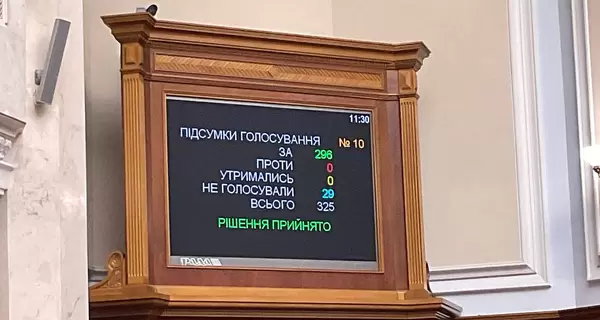 11:30
ПІДСУМКИ ГОЛОСУВАННЯ № 10
ЗА 296
ПРОТИ 0
УТРИМАЛИСЬ 0
НЕ ГОЛОСУВАЛИ 29
ВСЬОГО 325
РІШЕННЯ ПРИЙНЯТО
РАДА